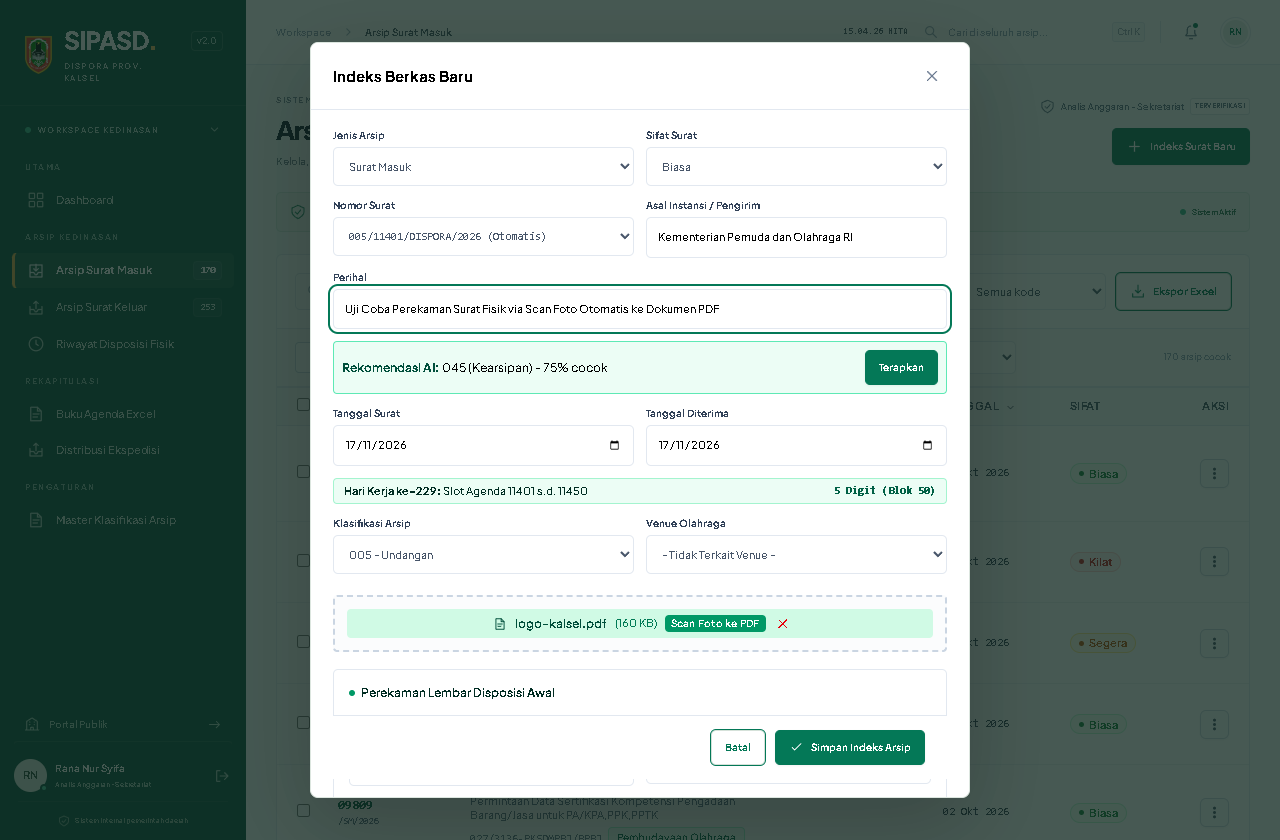 SIPASD.
v2.0
DISPORA PROV.
KALSEL
WORKSPACE KEDINASAN
UTAMA
Dashboard
ARSIP KEDINASAN
Arsip Surat Masuk
170
Arsip Surat Keluar
253
Riwayat Disposisi Fisik
REKAPITULASI
Buku Agenda Excel
Distribusi Ekspedisi
PENGATURAN
Master Klasifikasi Arsip
Portal Publik
RN
Rana Nur Syifa
Analis Anggaran - Sekretariat
Sistem internal pemerintah daerah
Workspace
Arsip Surat Masuk
15.04.26 WITA
Cari di seluruh arsip...
Ctrl K
RN
Analis Anggaran - Sekretariat
TERVERIFIKASI
Indeks Surat Baru
Sistem Aktif
Semua kode
Ekspor Excel
170 arsip cocok
SIFAT
AKSI
2026
Biasa
2026
Kilat
2026
Segera
2026
Biasa
Indeks Berkas Baru
Jenis Arsip
Sifat Surat
Surat Masuk
Biasa
Nomor Surat
Asal Instansi / Pengirim
005/11401/DISPORA/2026 (Otomatis)
Kementerian Pemuda dan Olahraga RI
Perihal
Uji Coba Perekaman Surat Fisik via Scan Foto Otomatis ke Dokumen PDF
Rekomendasi AI: 045 (Kearsipan) - 75% cocok
Terapkan
Tanggal Surat
Tanggal Diterima
17/11/2026
17/11/2026
Hari Kerja ke-229: Slot Agenda 11401 s.d. 11450
5 Digit (Blok 50)
Klasifikasi Arsip
Venue Olahraga
005 - Undangan
- Tidak Terkait Venue -
logo-kalsel.pdf (160 KB) Scan Foto ke PDF
Perekaman Lembar Disposisi Awal
Batal
Simpan Indeks Arsip
09809
/SM/2026
Permintaan Data Sertifikasi Kompetensi Pengadaan
Barang/Jasa untuk PA/KPA,PPK,PPTK
Pembudayaan Olahraga
02 Okt 2026
Biasa